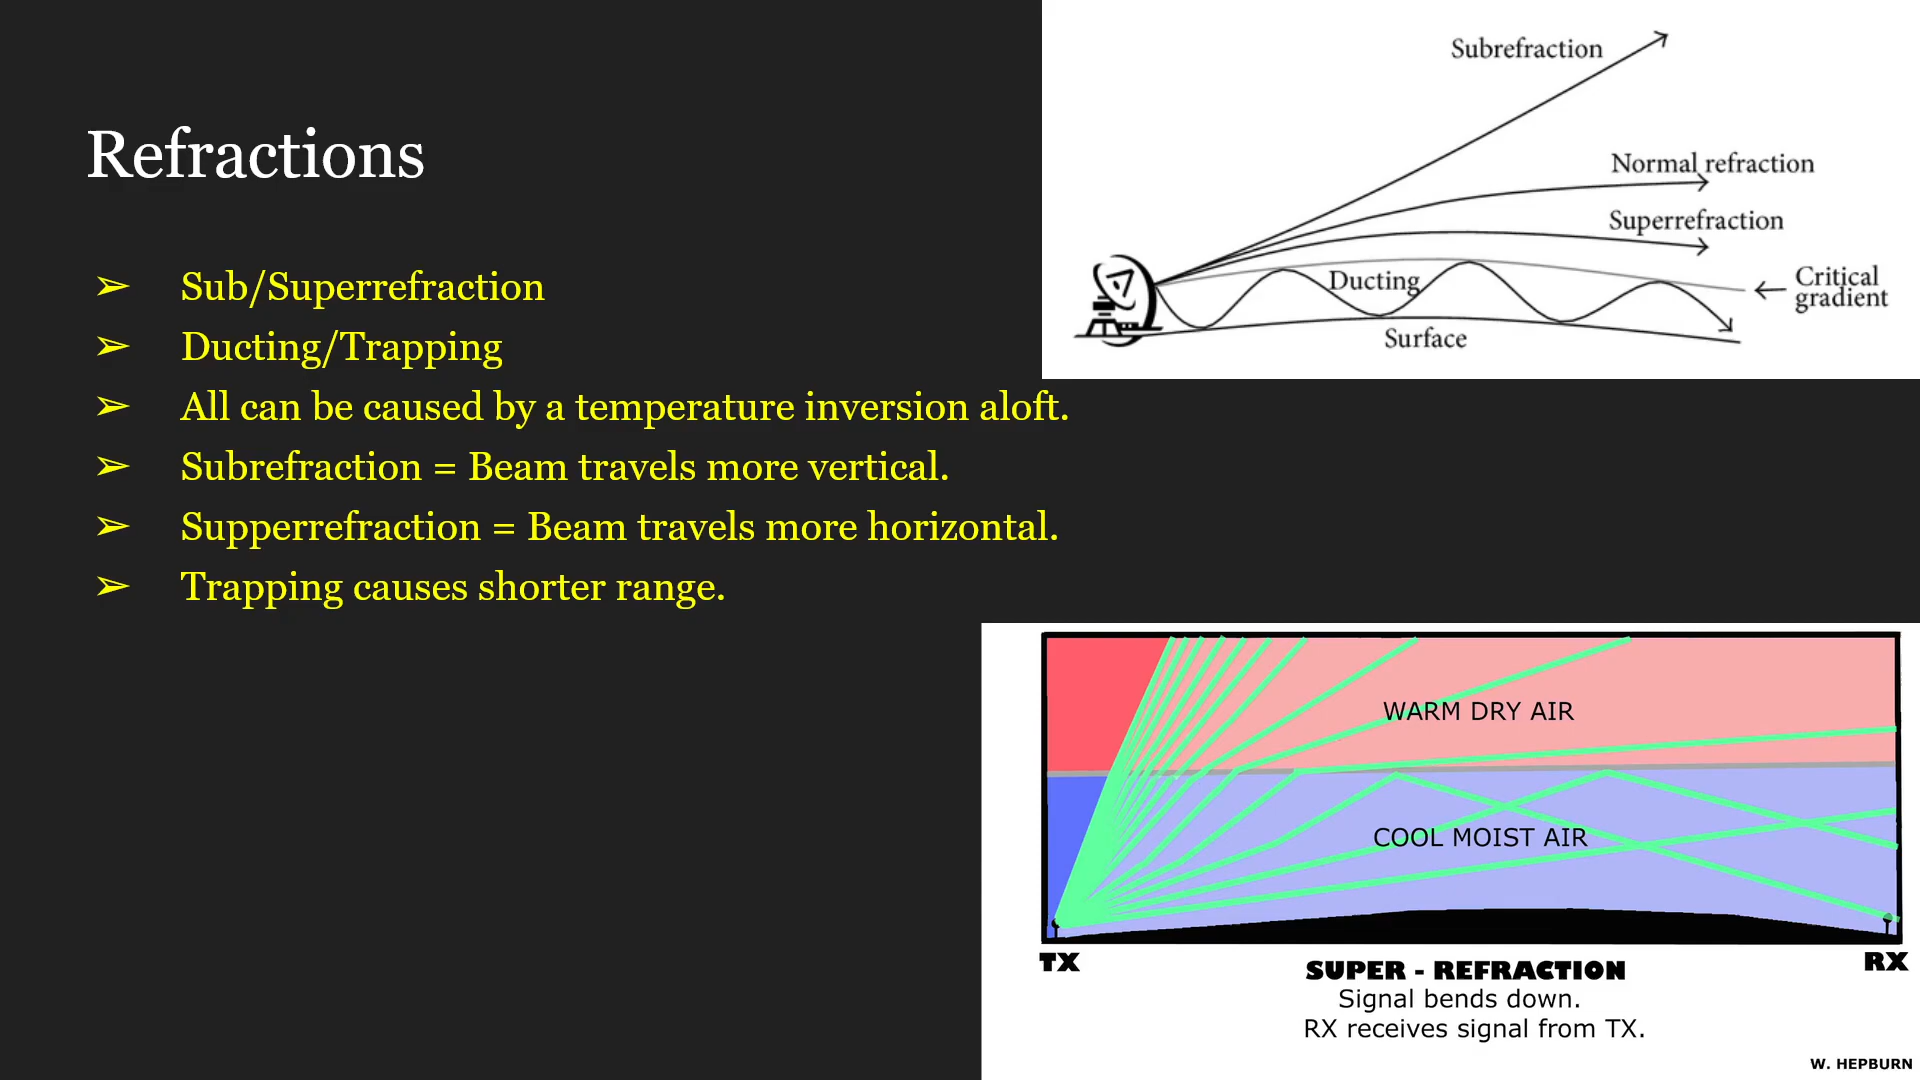 Refractions
➢ Sub/Superrefraction
➢ Ducting/Trapping
➢ All can be caused by a temperature inversion aloft.
➢ Subrefraction = Beam travels more vertical.
➢ Supperrefraction = Beam travels more horizontal.
➢ Trapping causes shorter range.
Subrefraction
Normal refraction
Superrefraction
Ducting
Critical
gradient
Surface
WARM DRY AIR
COOL MOIST AIR
TX
RX
SUPER - REFRACTION
Signal bends down.
RX receives signal from TX.
W. HEPBURN